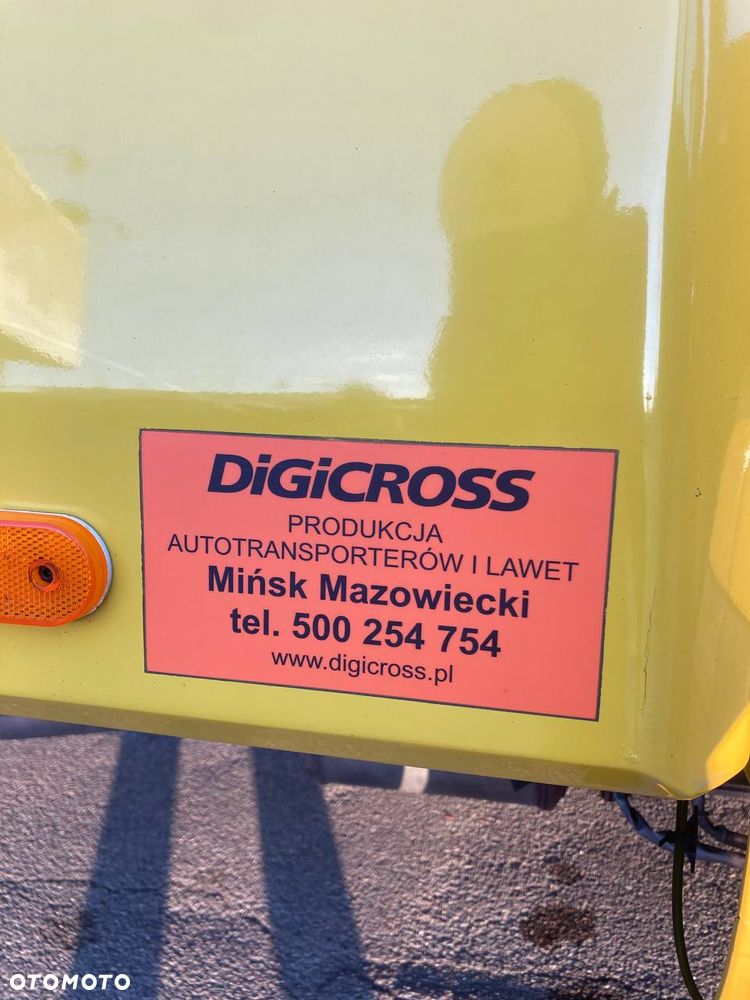 DiGiCROSS
PRODUKCJA
AUTOTRANSPORTERÓW I LAWET
Mińsk Mazowiecki
tel. 500 254 754
www.digicross.pl
OTOMOTO